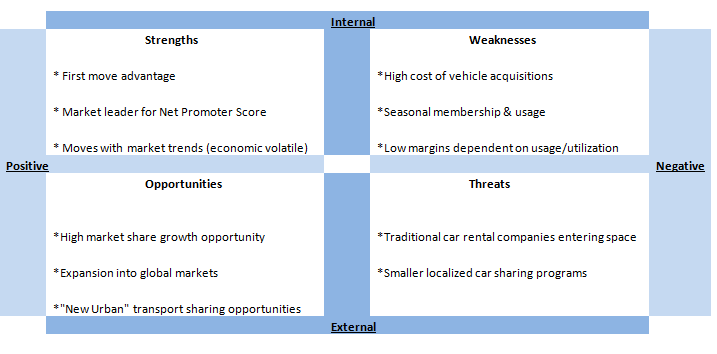 Internal
Strengths
* First move advantage
* Market leader for Net Promoter Score
* Moves with market trends (economic volatile)
Weaknesses
*High cost of vehicle acquisitions
*Seasonal membership & usage
*Low margins dependent on usage/utilization
Positive
Negative
Opportunities
*High market share growth opportunity
*Expansion into global markets
*"New Urban" transport sharing opportunities
Threats
*Traditional car rental companies entering space
*Smaller localized car sharing programs
External